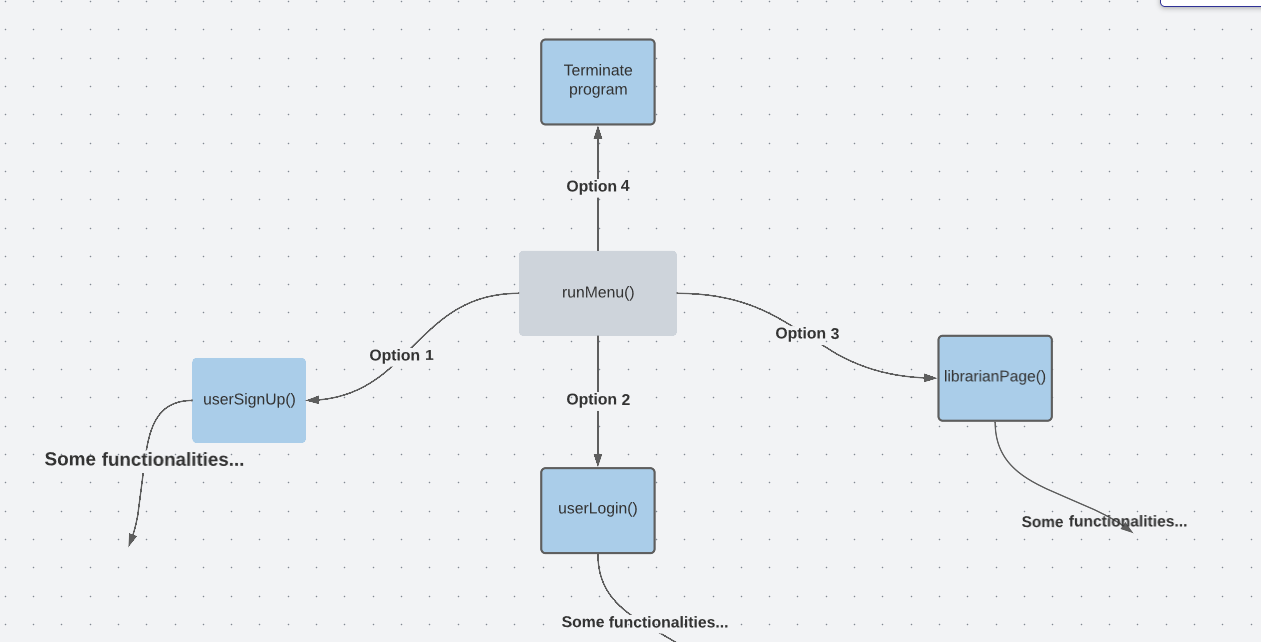 Terminate
program
Option 4
runMenu()
Option 3
Option 1
librarianPage()
userSignUp()
Option 2
Some functionalities...
userLogin()
Some functionalities...
Some functionalities...